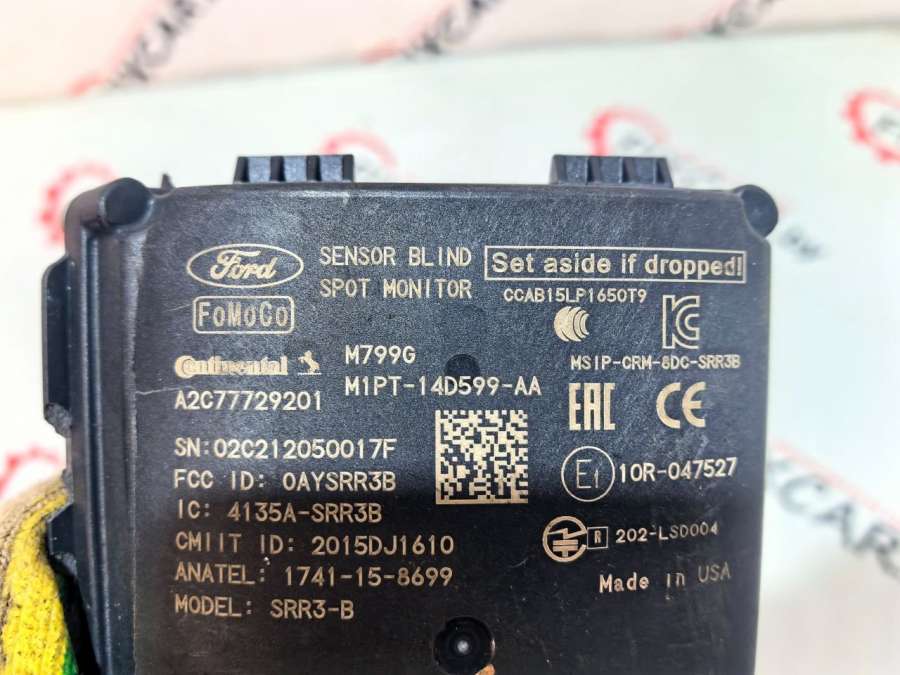 Ford
SENSOR BLIND
SPOT MONITOR
Set aside if dropped!
FoMoCo
CCAB15LP1650T9
Continental
M799G
MSIP-CRM-8DC-SRR3B
A2C77729201
M1PT-14D599-AA
EAC
CE
SN:02C212050017F
E1
10R-047527
FCC ID: OAYSRR3B
IC: 4135A-SRR3B
R
202-LSD004
CMIIT ID: 2015DJ1610
ANATEL: 1741-15-8699
Made in USA
MODEL: SRR3-B